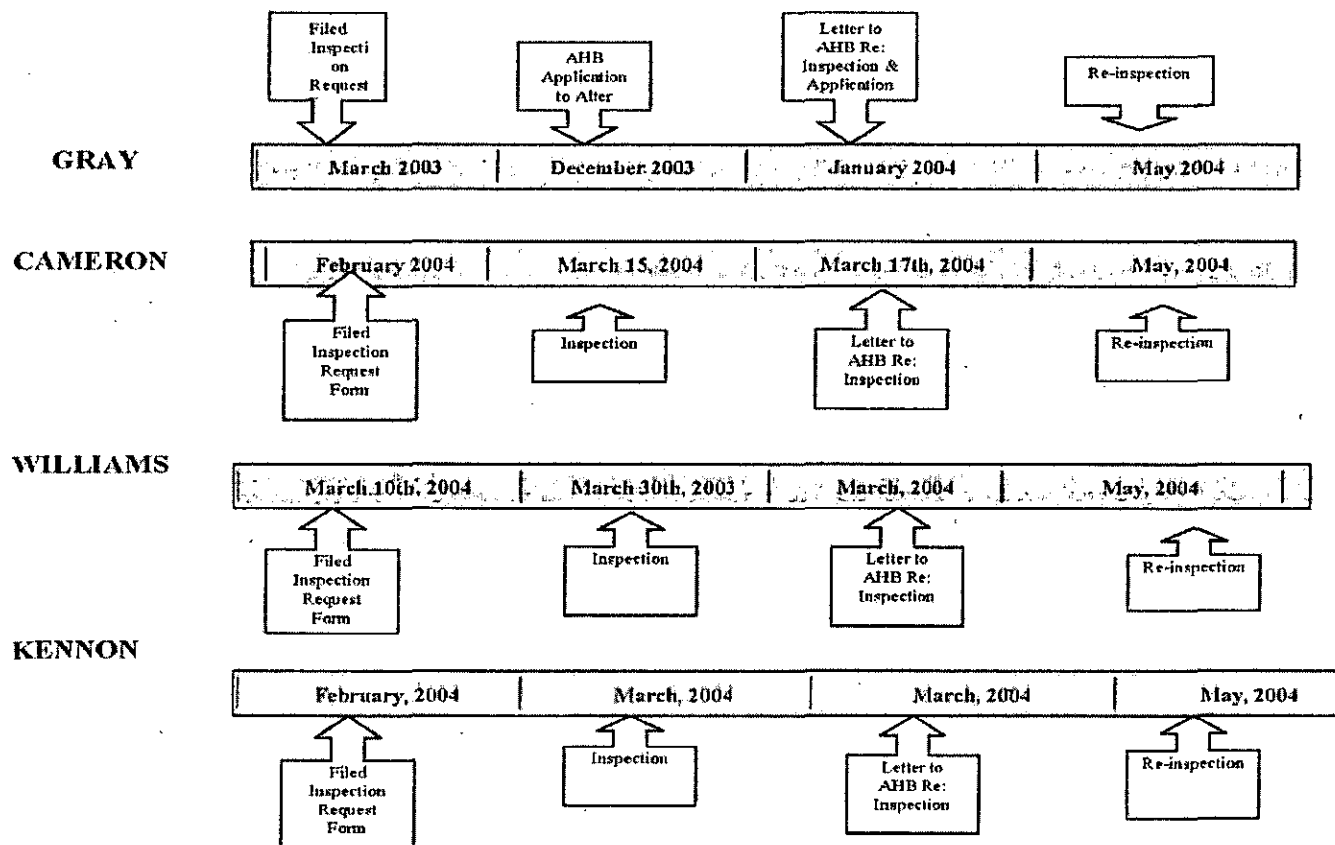 Filed
Inspecti
on
Request
AHB
Application
to Alter
Letter to
AHB Re:
Inspection &
Application
Re-inspection
GRAY
March 2003
December 2003
January 2004
May 2004
CAMERON
February 2004
March 15, 2004
March 17th, 2004
May, 2004
Filed
Inspection
Request
Form
Inspection
Letter to
AHB Re:
Inspection
Re-inspection
WILLIAMS
March 10th, 2004
March 30th, 2003
March, 2004
May, 2004
Filed
Inspection
Request
Form
Inspection
Letter to
AHB Re:
Inspection
Re-inspection
KENNON
February, 2004
March, 2004
March, 2004
May, 2004
Filed
Inspection
Request
Form
Inspection
Letter to
AHB Re:
Inspection
Re-inspection